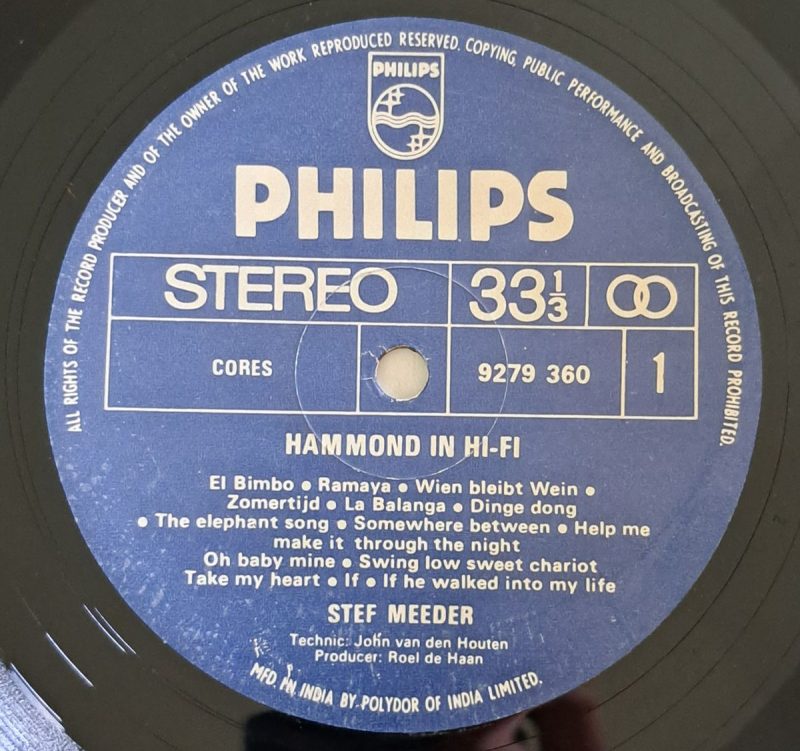 ALL RIGHTS OF THE RECORD PRODUCER AND OF THE OWNER OF THE WORK REPRODUCED RESERVED. COPYING, PUBLIC PERFORMANCE AND BROADCASTING OF THIS RECORD PROHIBITED.
PHILIPS
PHILIPS
STEREO 33⅓
CORES 9279 360 1
HAMMOND IN HI-FI
El Bimbo • Ramaya • Wien bleibt Wein •
Zomertijd • La Balanga • Dinge dong
• The elephant song • Somewhere between • Help me
make it through the night
Oh baby mine • Swing low sweet chariot
Take my heart • If • If he walked into my life
STEF MEEDER
Technic: John van den Houten
Producer: Roel de Haan
MFD. IN INDIA BY POLYDOR OF INDIA LIMITED.